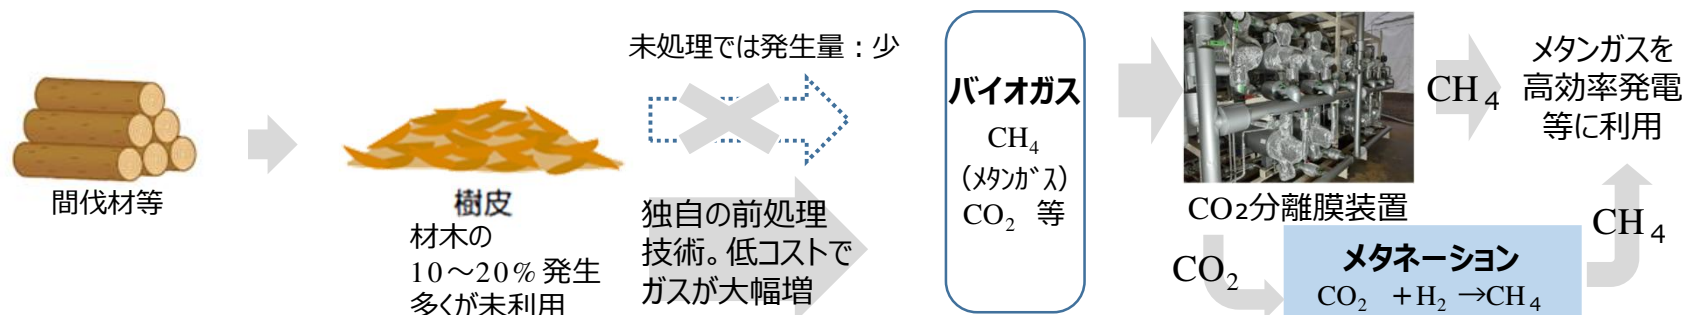 間伐材等
樹皮
材木の
10～20% 発生
多くが未利用
未処理では発生量：少
独自の前処理
技術。低コストで
ガスが大幅増
バイオガス
CH₄
（メタンガス）
CO₂ 等
CO₂分離膜装置
CH₄
メタンガスを
高効率発電
等に利用
CO₂
メタネーション
CO₂ +H₂ →CH₄
CH₄